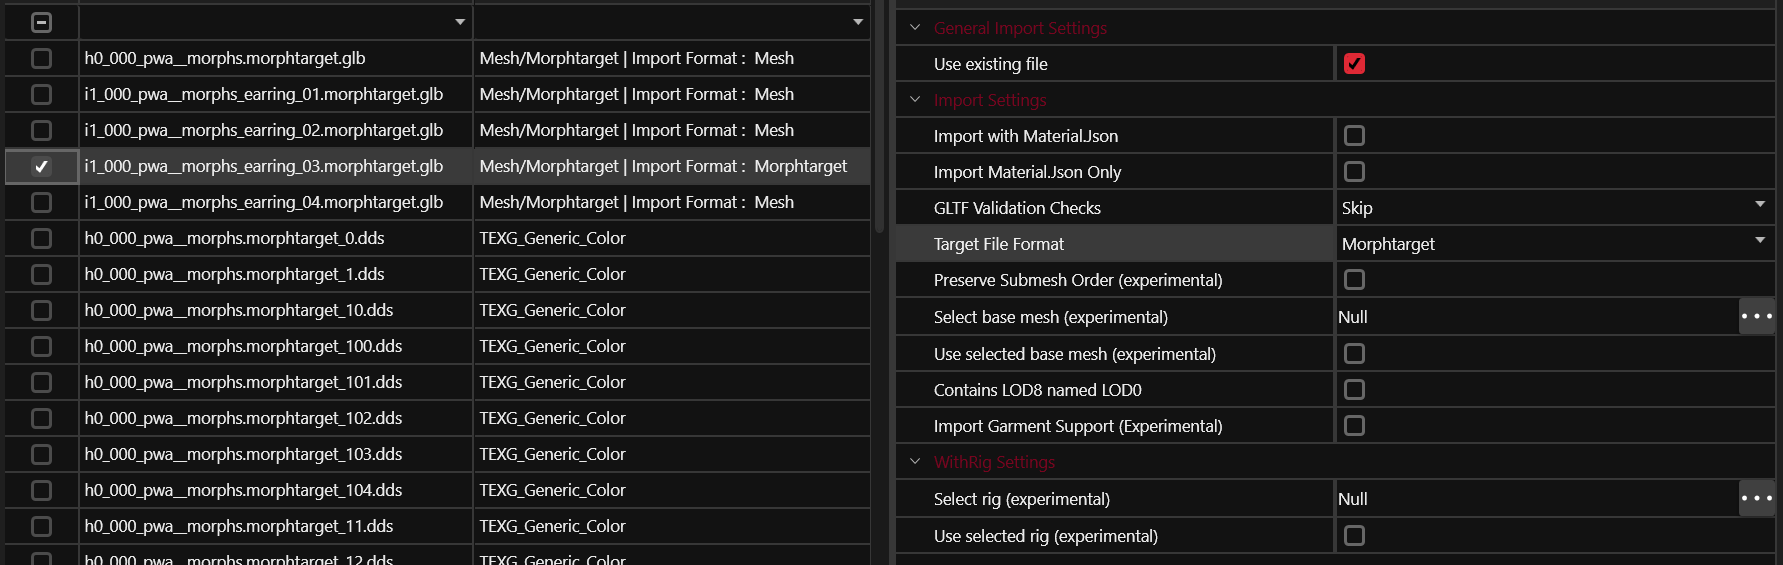 h0_000_pwa__morphs.morphtarget.glb Mesh/Morphtarget | Import Format : Mesh
i1_000_pwa__morphs_earring_01.morphtarget.glb Mesh/Morphtarget | Import Format : Mesh
i1_000_pwa__morphs_earring_02.morphtarget.glb Mesh/Morphtarget | Import Format : Mesh
i1_000_pwa__morphs_earring_03.morphtarget.glb Mesh/Morphtarget | Import Format : Morphtarget
i1_000_pwa__morphs_earring_04.morphtarget.glb Mesh/Morphtarget | Import Format : Mesh
h0_000_pwa__morphs.morphtarget_0.dds TEXG_Generic_Color
h0_000_pwa__morphs.morphtarget_1.dds TEXG_Generic_Color
h0_000_pwa__morphs.morphtarget_10.dds TEXG_Generic_Color
h0_000_pwa__morphs.morphtarget_100.dds TEXG_Generic_Color
h0_000_pwa__morphs.morphtarget_101.dds TEXG_Generic_Color
h0_000_pwa__morphs.morphtarget_102.dds TEXG_Generic_Color
h0_000_pwa__morphs.morphtarget_103.dds TEXG_Generic_Color
h0_000_pwa__morphs.morphtarget_104.dds TEXG_Generic_Color
h0_000_pwa__morphs.morphtarget_11.dds TEXG_Generic_Color
h0_000_pwa__morphs.morphtarget_12.dds TEXG_Generic_Color
General Import Settings
Use existing file
Import Settings
Import with Material.Json
Import Material.Json Only
GLTF Validation Checks Skip
Target File Format Morphtarget
Preserve Submesh Order (experimental)
Select base mesh (experimental) Null
Use selected base mesh (experimental)
Contains LOD8 named LOD0
Import Garment Support (Experimental)
WithRig Settings
Select rig (experimental) Null
Use selected rig (experimental)